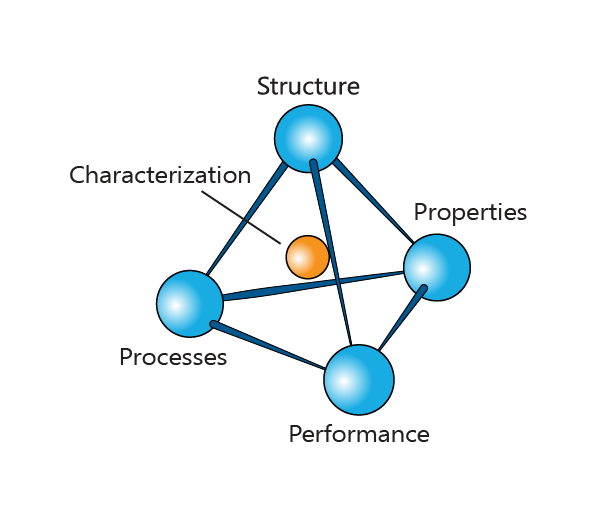 Structure
Characterization
Properties
Processes
Performance